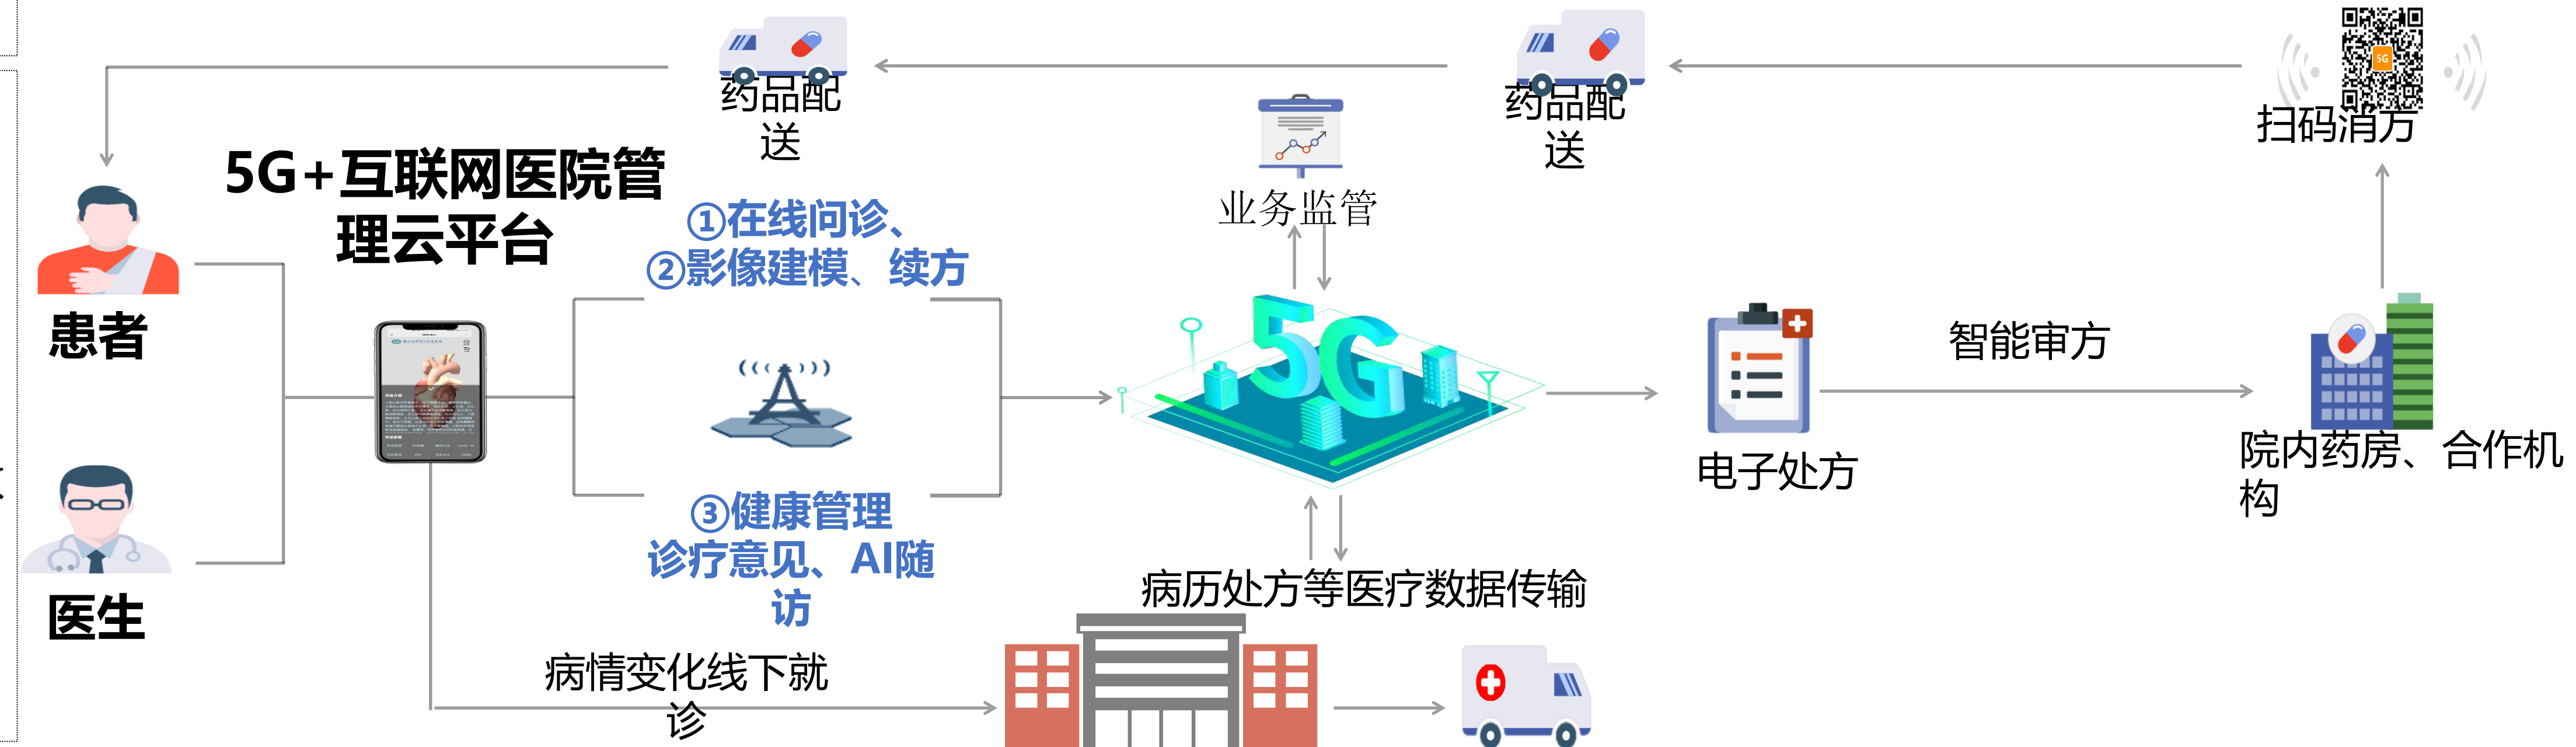 药品配
送
药品配
送
5G
扫码消方
5G+互联网医院管
理云平台
①在线问诊、
②影像建模、续方
业务监管
患者
5G
智能审方
电子处方
院内药房、合作机
构
③健康管理
诊疗意见、AI随
访
医生
病历处方等医疗数据传输
病情变化线下就
诊